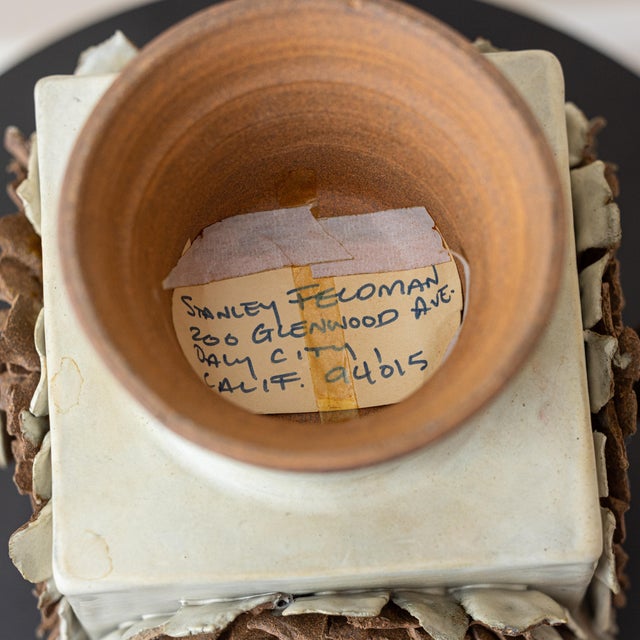 STANLEY FELDMAN
200 GLENWOOD AVE.
DALY CITY,
CALIF. 94015